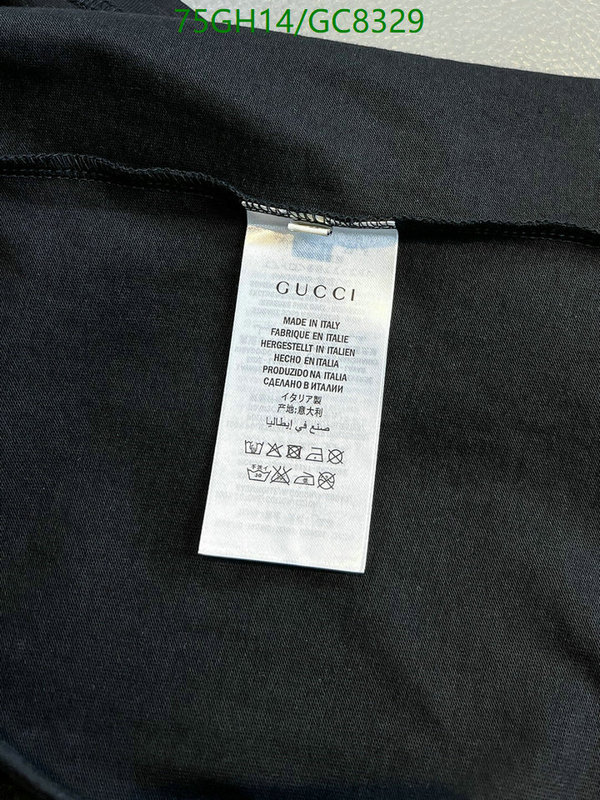 75GH14/GC8329
GUCCI
MADE IN ITALY
FABRIQUE EN ITALIE
HERGESTELLT IN ITALIEN
HECHO EN ITALIA
PRODUZIDO NA ITALIA
СДЕЛАНО В ИТАЛИИ
イタリア製
产地:意大利
صنع في إيطاليا